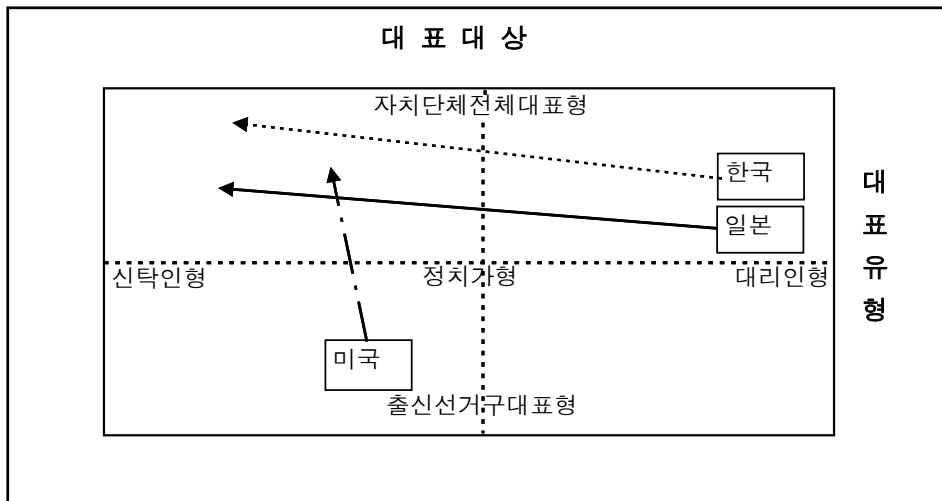 대 표 대 상
자치단체전체대표형
한국
일본
대
표
유
형
신탁인형
정치가형
대리인형
미국
출신선거구대표형